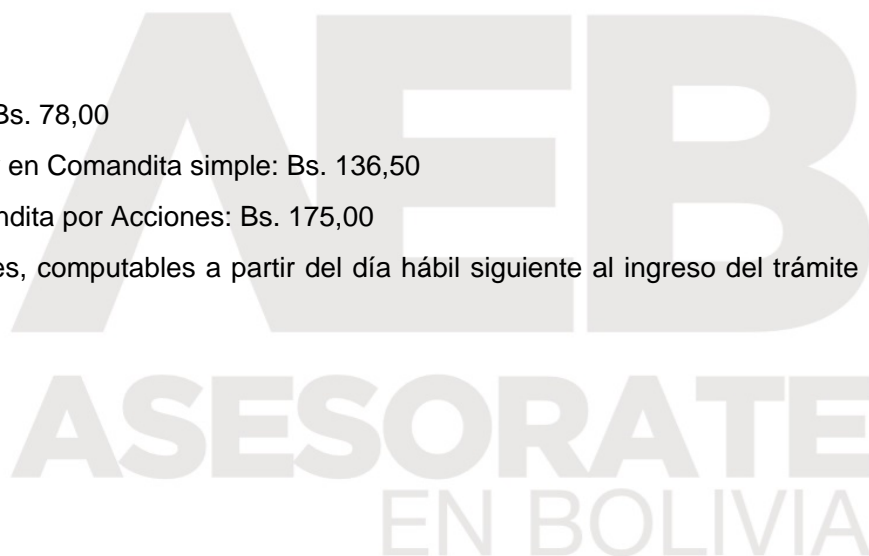 Bs. 78,00
en Comandita simple: Bs. 136,50
ndita por Acciones: Bs. 175,00
es, computables a partir del día hábil siguiente al ingreso del trámite
AEB
ASESORATE
EN BOLIVIA